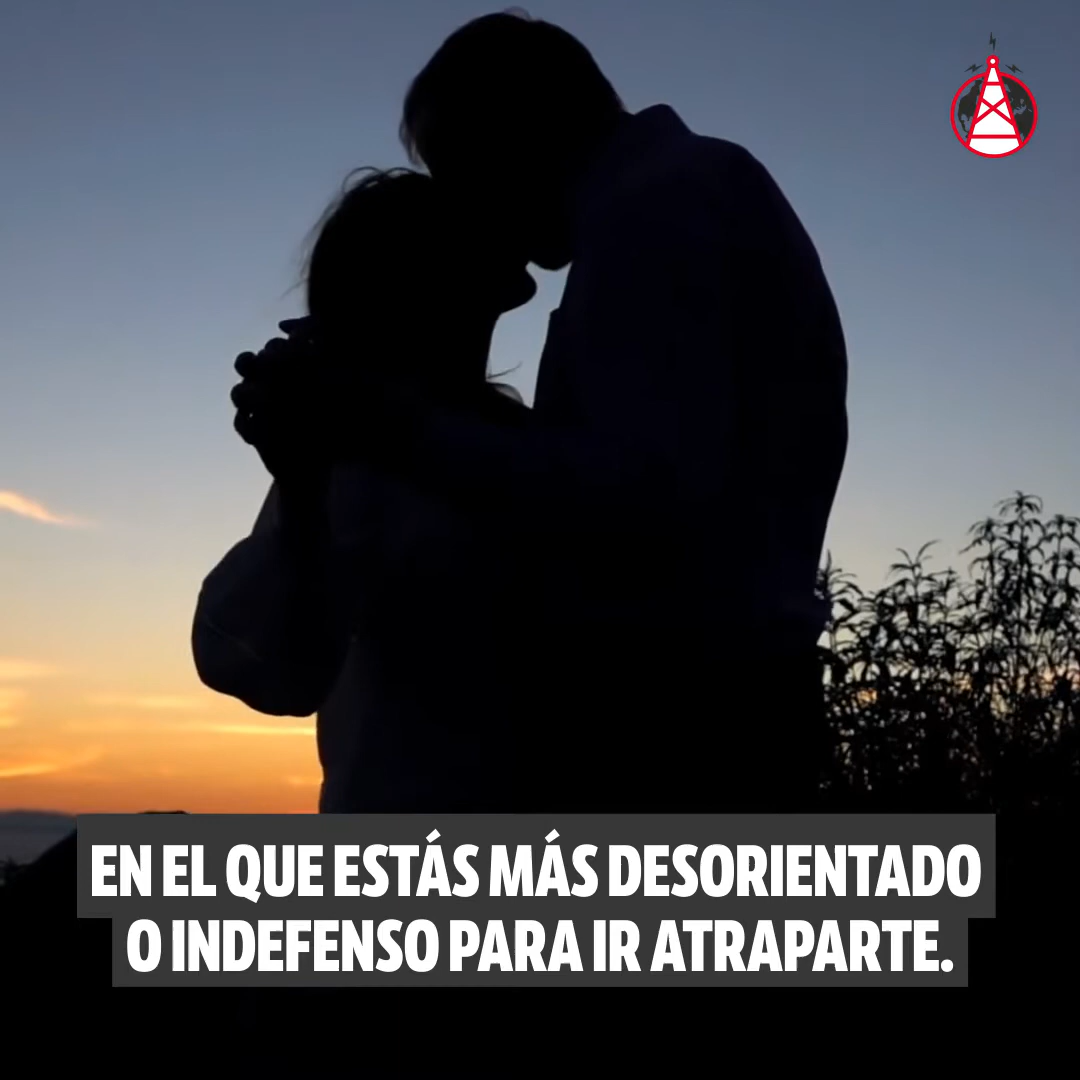 EN EL QUE ESTÁS MÁS DESORIENTADO
O INDEFENSO PARA IR ATRAPARTE.